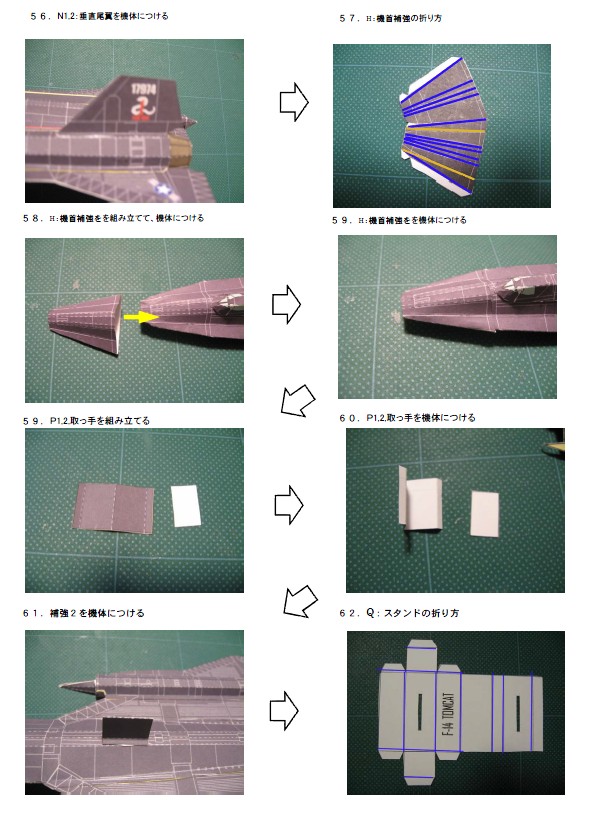 ５６．N1,2:垂直尾翼を機体につける
５７．H:機首補強の折り方
17974
５８．H:機首補強をを組み立てて、機体につける
５９．H:機首補強をを機体につける
５９．P1,2.取っ手を組み立てる
６０．P1,2.取っ手を機体につける
６１．補強２を機体につける
６２．Q：スタンドの折り方
F-14 TOMCAT